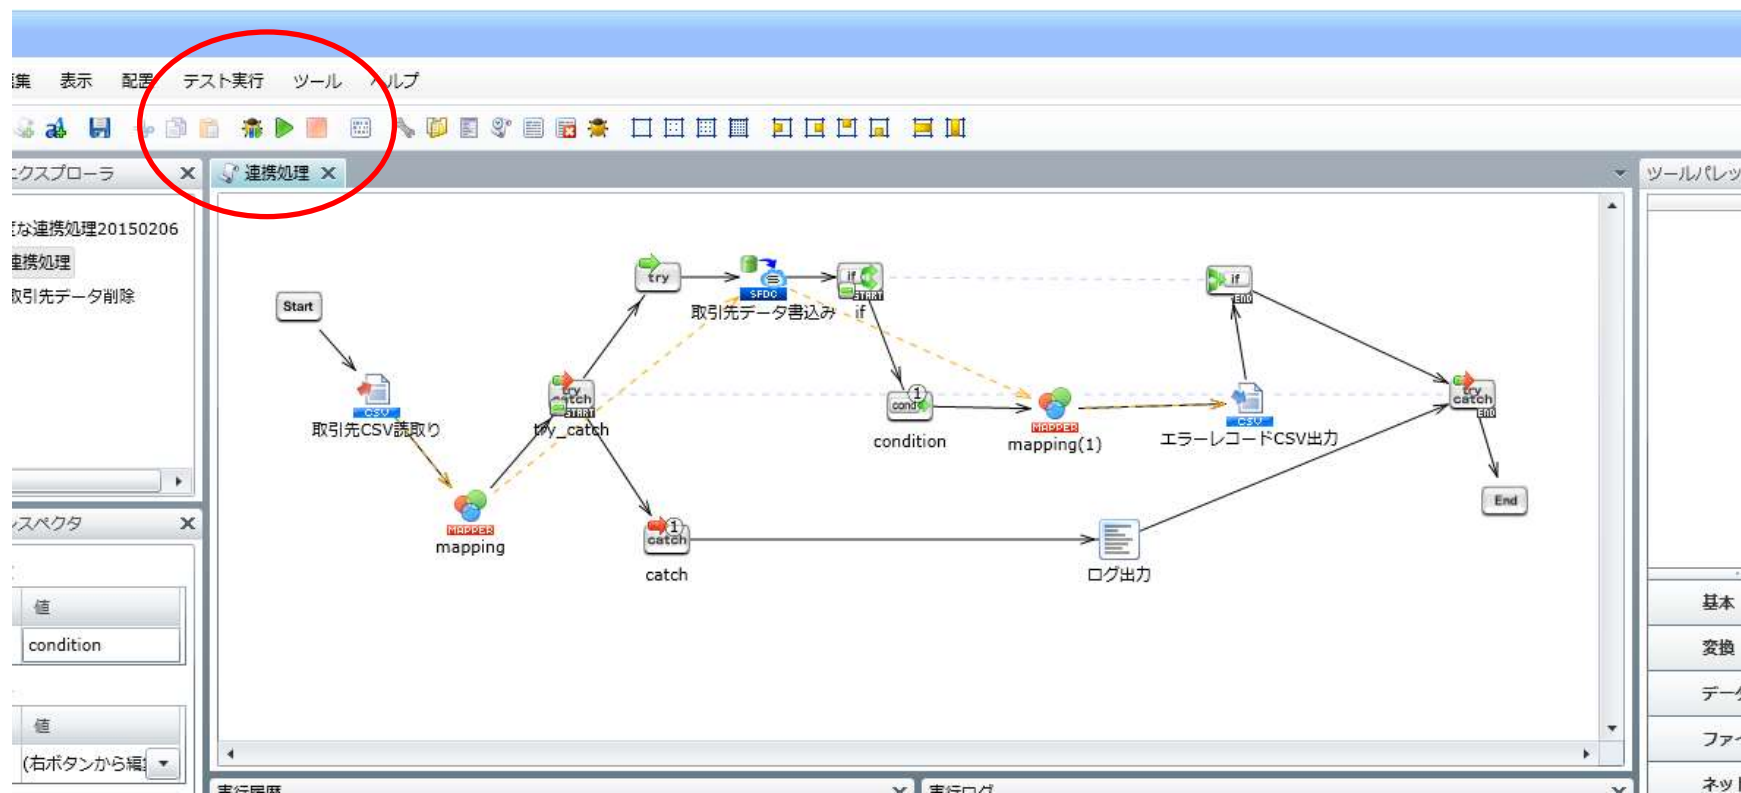 集 表示 配置 テスト実行 ツール ヘルプ
エクスプローラ
連携処理
ツールパレッ
な連携処理20150206
連携処理
取引先データ削除
try
SFDC
取引先データ書込み
if
START
if
if
END
Start
CSV
取引先CSV読取り
try
catch
START
try_catch
1
cond
condition
MAPPER
mapping(1)
CSV
エラーレコードCSV出力
try
catch
END
End
MAPPER
mapping
1
catch
catch
ログ出力
スペクタ
値
condition
値
(右ボタンから編
基本
変換
データ
ファイ
ネット
実行履歴
実行ログ